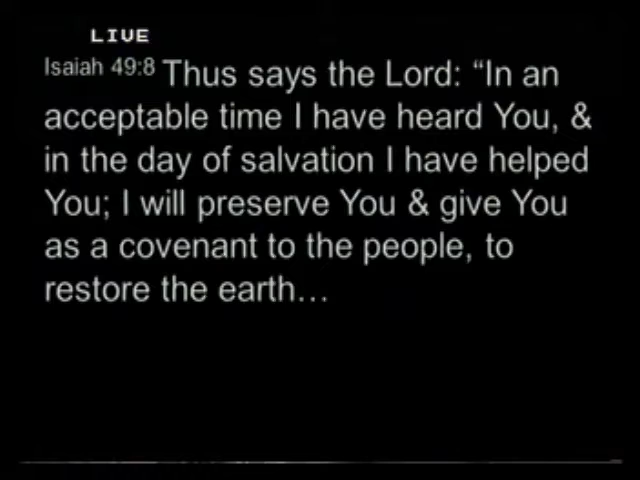 LIVE
Isaiah 49:8 Thus says the Lord: “In an
acceptable time I have heard You, &
in the day of salvation I have helped
You; I will preserve You & give You
as a covenant to the people, to
restore the earth…